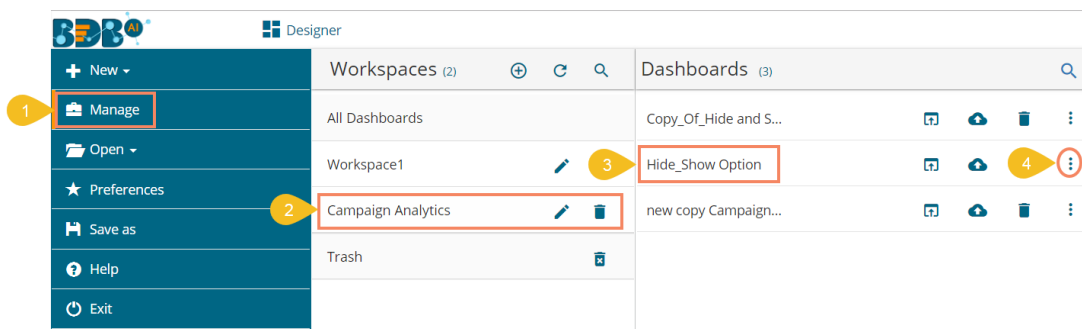 BDB AI
Designer
New
1
Manage
Open
Preferences
Save as
Help
Exit
Workspaces (2)
All Dashboards
Workspace1
2
Campaign Analytics
Trash
Dashboards (3)
Copy_Of_Hide and S...
3
Hide_Show Option
4
new copy Campaign...